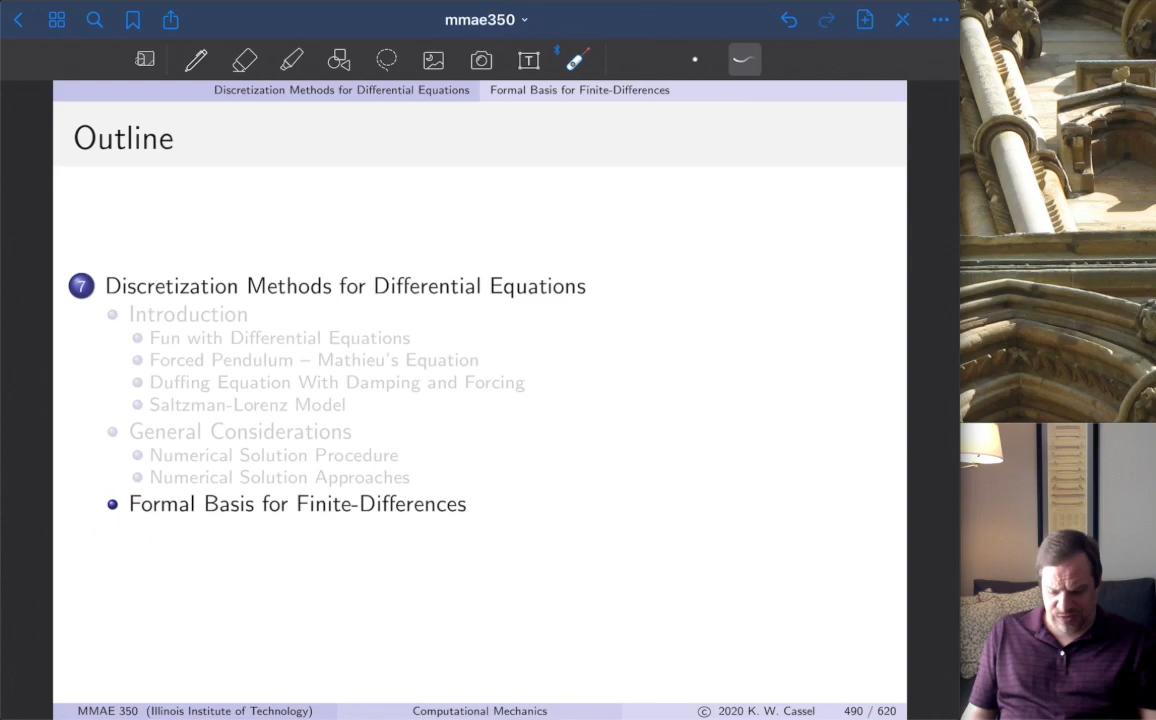 mmae350
Discretization Methods for Differential Equations Formal Basis for Finite-Differences
Outline
7 Discretization Methods for Differential Equations
Introduction
Fun with Differential Equations
Forced Pendulum – Mathieu's Equation
Duffing Equation With Damping and Forcing
Saltzman-Lorenz Model
General Considerations
Numerical Solution Procedure
Numerical Solution Approaches
Formal Basis for Finite-Differences
MMAE 350 (Illinois Institute of Technology) Computational Mechanics © 2020 K. W. Cassel 490 / 620